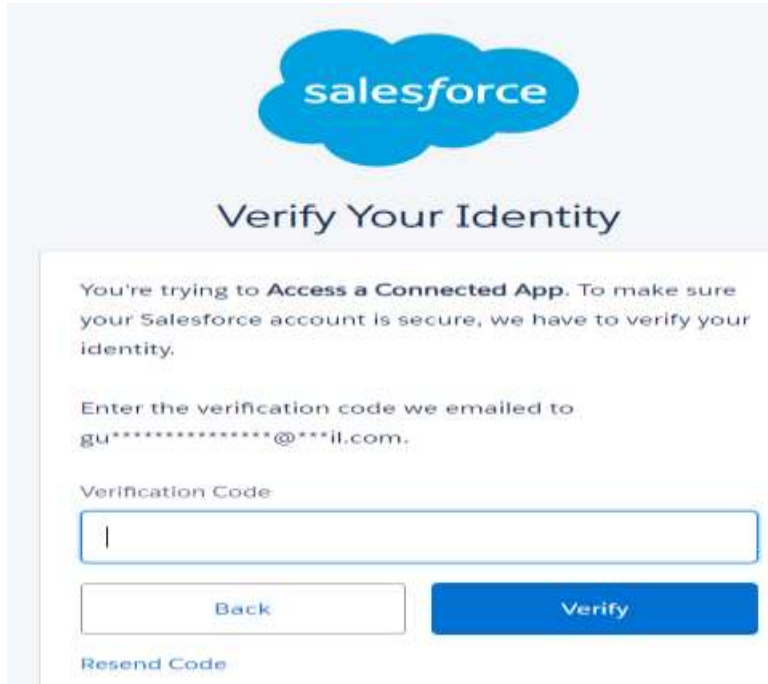 salesforce
Verify Your Identity
You're trying to Access a Connected App. To make sure
your Salesforce account is secure, we have to verify your
identity.
Enter the verification code we emailed to
gu***************@***il.com.
Verification Code
Back
Verify
Resend Code